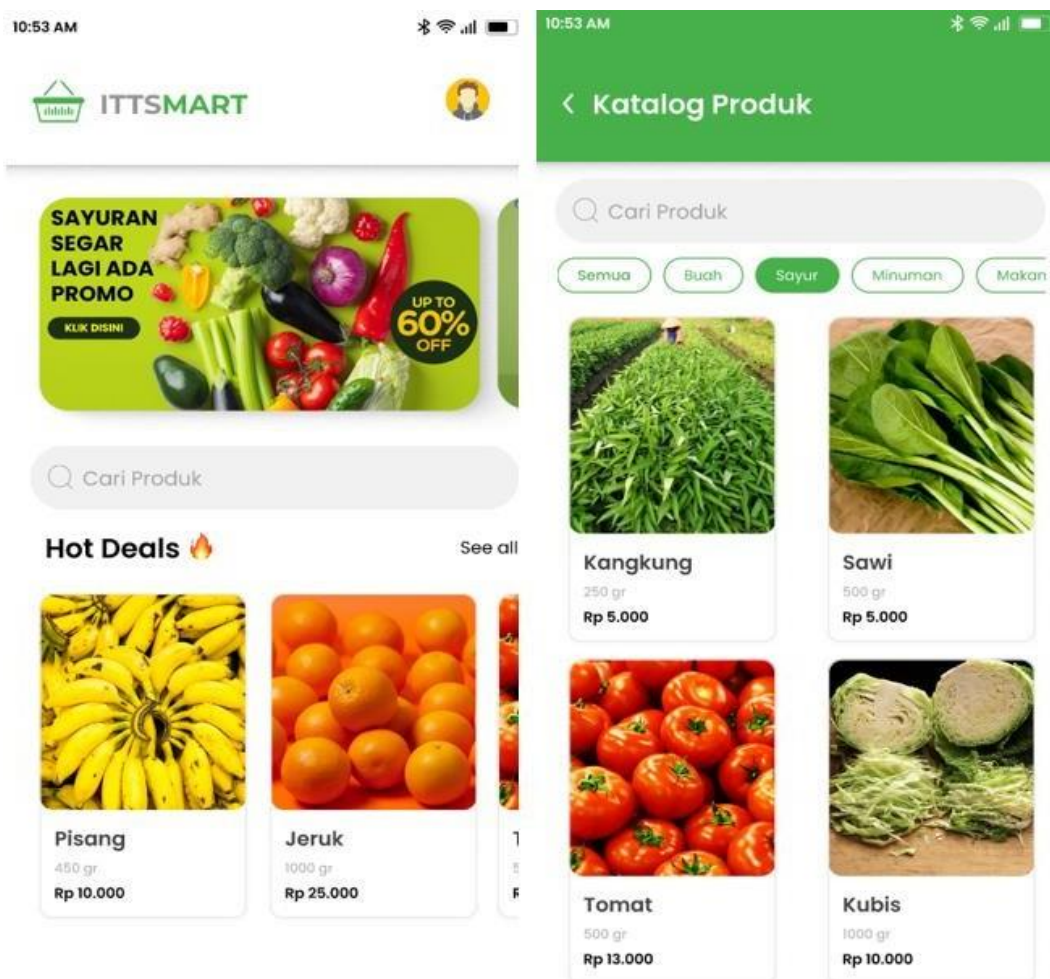 10:53 AM
ITTSMART
SAYURAN
SEGAR
LAGI ADA
PROMO
KLIK DISINI
UP TO
60%
OFF
Cari Produk
Hot Deals 🔥
See all
Pisang
450 gr
Rp 10.000
Jeruk
1000 gr
Rp 25.000
10:53 AM
Katalog Produk
Cari Produk
Semua
Buah
Sayur
Minuman
Makan
Kangkung
250 gr
Rp 5.000
Sawi
500 gr
Rp 5.000
Tomat
500 gr
Rp 13.000
Kubis
1000 gr
Rp 10.000